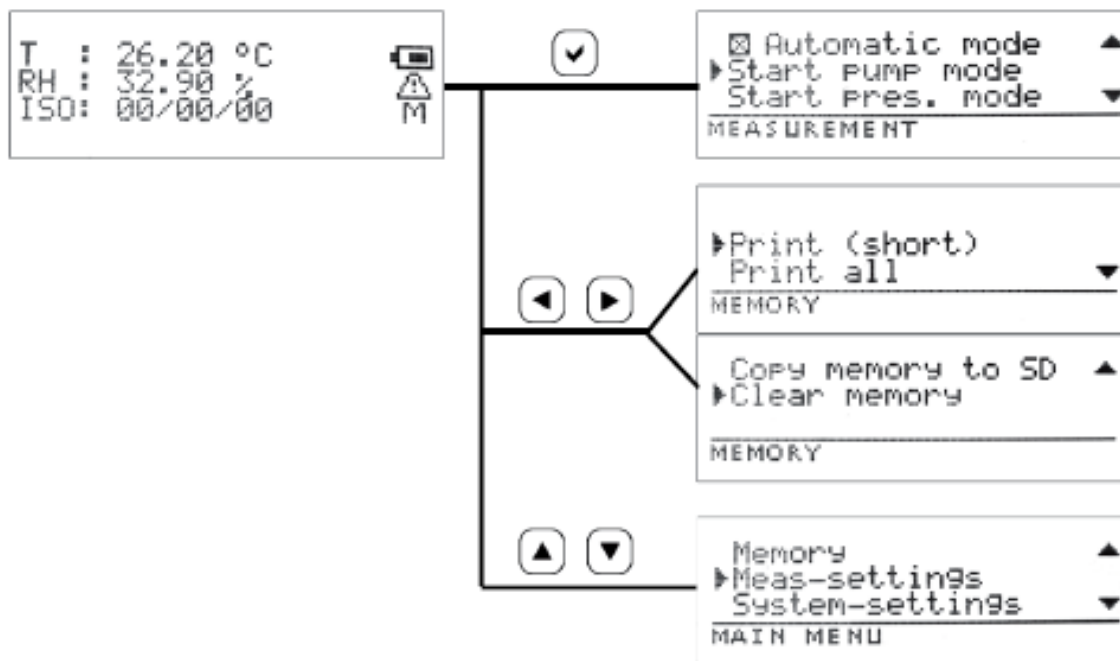 T : 26.20 °C
RH : 32.90 %
ISO: 00/00/00
M
Automatic mode
Start pump mode
Start pres. mode
MEASUREMENT
Print (short)
Print all
MEMORY
Copy memory to SD
Clear memory
MEMORY
Memory
Meas-settings
System-settings
MAIN MENU